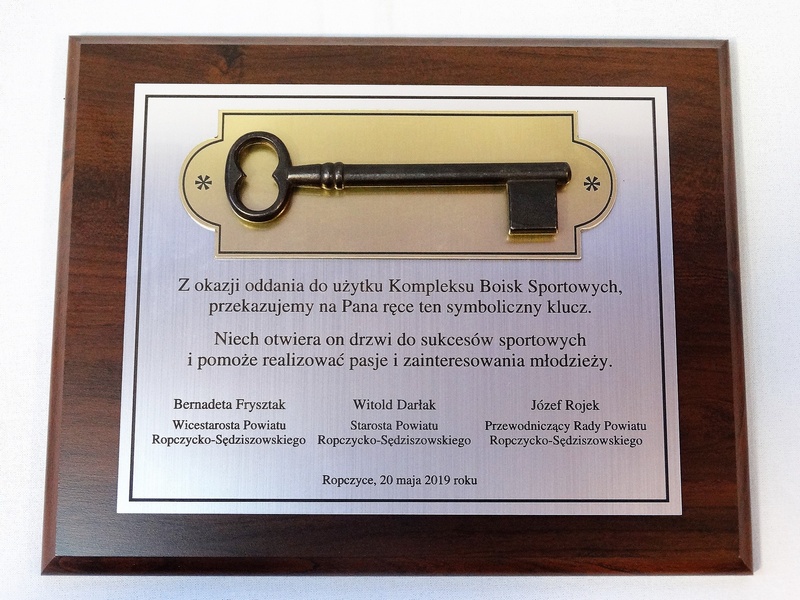 Z okazji oddania do użytku Kompleksu Boisk Sportowych,
przekazujemy na Pana ręce ten symboliczny klucz.
Niech otwiera on drzwi do sukcesów sportowych
i pomoże realizować pasje i zainteresowania młodzieży.
Bernadeta Frysztak
Wicestarosta Powiatu
Ropczycko-Sędziszowskiego
Witold Darłak
Starosta Powiatu
Ropczycko-Sędziszowskiego
Józef Rojek
Przewodniczący Rady Powiatu
Ropczycko-Sędziszowskiego
Ropczyce, 20 maja 2019 roku